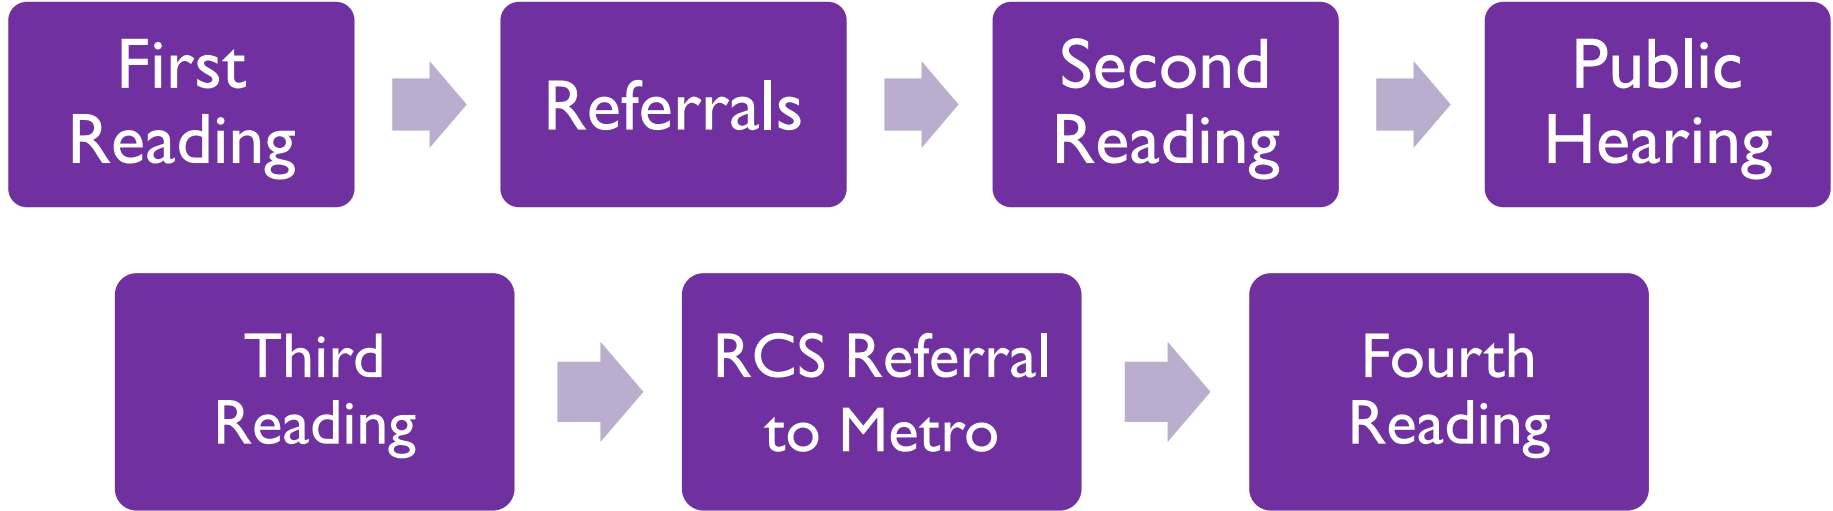 First
Reading
Referrals
Second
Reading
Public
Hearing
Third
Reading
RCS Referral
to Metro
Fourth
Reading